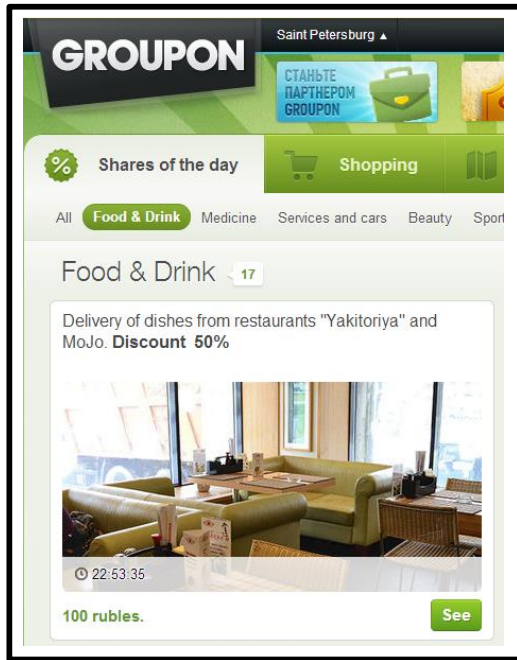 GROUPON
Saint Petersburg ▲
СТАНЬТЕ
ПАРТНЕРОМ
GROUPON
% Shares of the day
Shopping
All Food & Drink Medicine Services and cars Beauty Sport
Food & Drink 17
Delivery of dishes from restaurants "Yakitoriya" and
MoJo. Discount 50%
22:53:35
100 rubles.
See